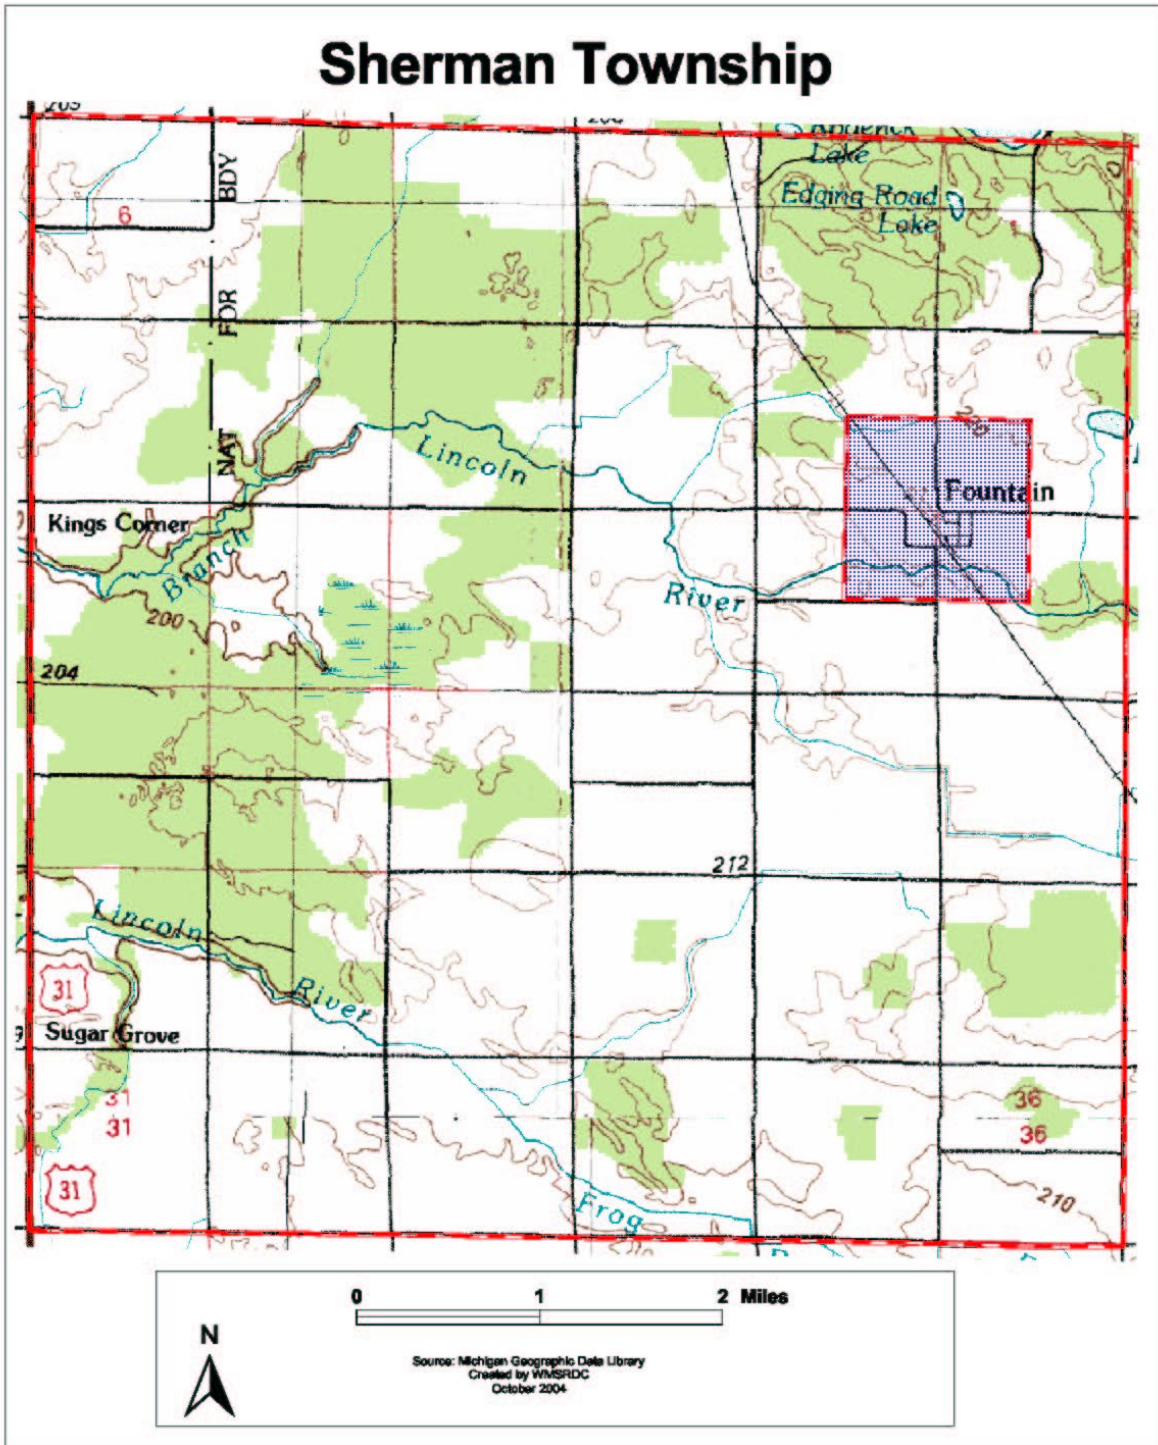 Sherman Township
Lake
Edging Road
Lake
6
BDY
FOR
NAT
Lincoln
220
Fountain
Kings Corner
Branch
River
200
204
212
Lincoln
River
31
Sugar Grove
31
31
36
36
31
210
Frog
0 1 2 Miles
N
Source: Michigan Geographic Data Library
Created by WMSRDC
October 2004